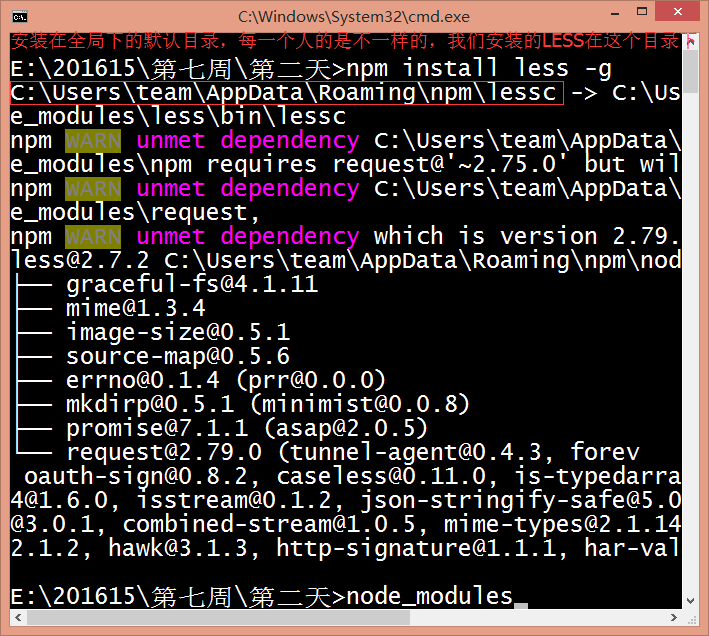 C:\Windows\System32\cmd.exe
安装在全局下的默认目录，每一个人的是不一样的，我们安装的LESS在这个目录
E:\201615\第七周\第二天>npm install less -g
C:\Users\team\AppData\Roaming\npm\lessc -> C:\Us
e_modules\less\bin\lessc
npm WARN unmet dependency C:\Users\team\AppData\
e_modules\npm requires request@'~2.75.0' but wil
npm WARN unmet dependency C:\Users\team\AppData\
e_modules\request,
npm WARN unmet dependency which is version 2.79.
less@2.7.2 C:\Users\team\AppData\Roaming\npm\nod
├── graceful-fs@4.1.11
├── mime@1.3.4
├── image-size@0.5.1
├── source-map@0.5.6
├── errno@0.1.4 (prr@0.0.0)
├── mkdirp@0.5.1 (minimist@0.0.8)
├── promise@7.1.1 (asap@2.0.5)
└── request@2.79.0 (tunnel-agent@0.4.3, forev
oauth-sign@0.8.2, caseless@0.11.0, is-typedarra
4@1.6.0, isstream@0.1.2, json-stringify-safe@5.0
@3.0.1, combined-stream@1.0.5, mime-types@2.1.14
2.1.2, hawk@3.1.3, http-signature@1.1.1, har-val
E:\201615\第七周\第二天>node_modules